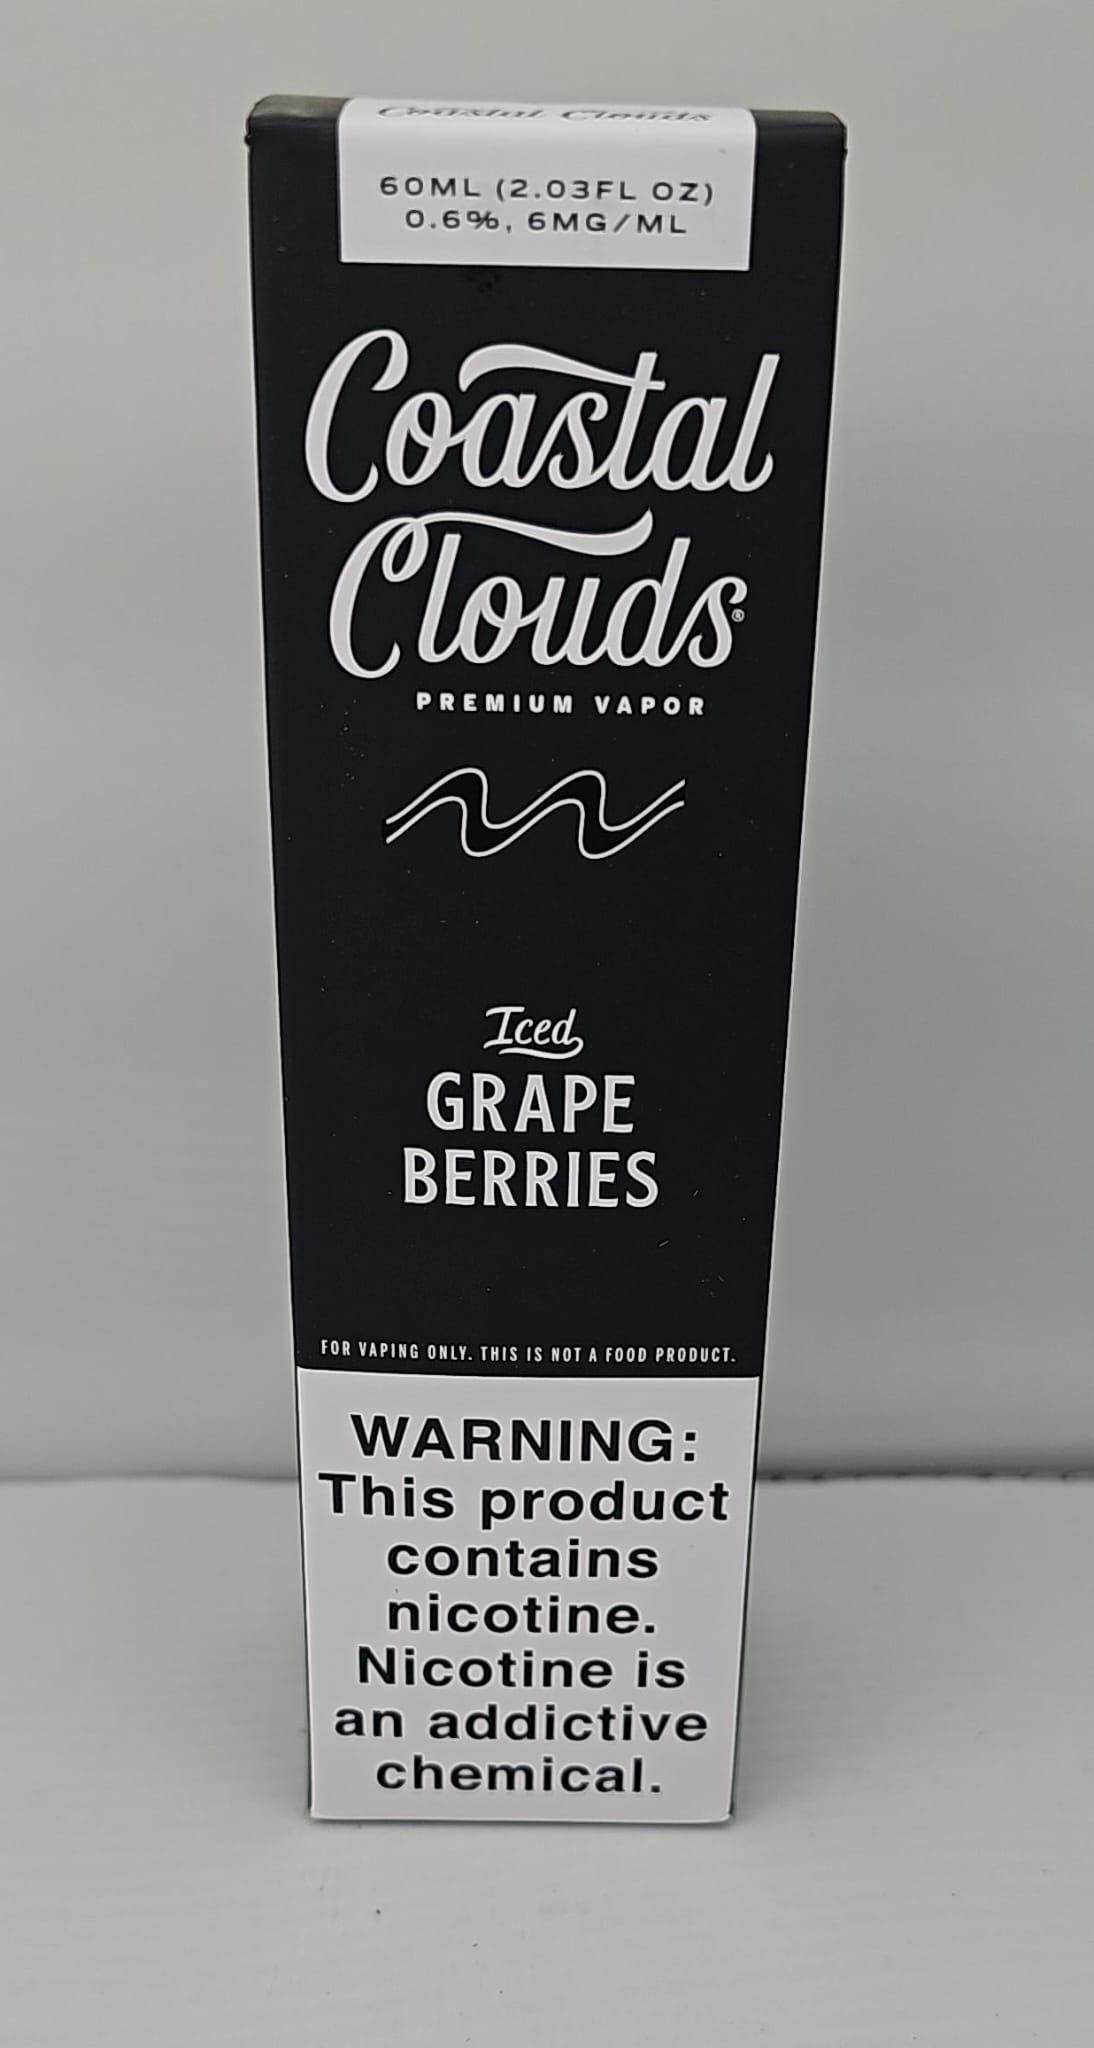 Coastal Clouds
60ML (2.03FL OZ)
0.6%, 6MG/ML
Coastal
Clouds®
PREMIUM VAPOR
Iced
GRAPE
BERRIES
FOR VAPING ONLY. THIS IS NOT A FOOD PRODUCT.
WARNING:
This product
contains
nicotine.
Nicotine is
an addictive
chemical.